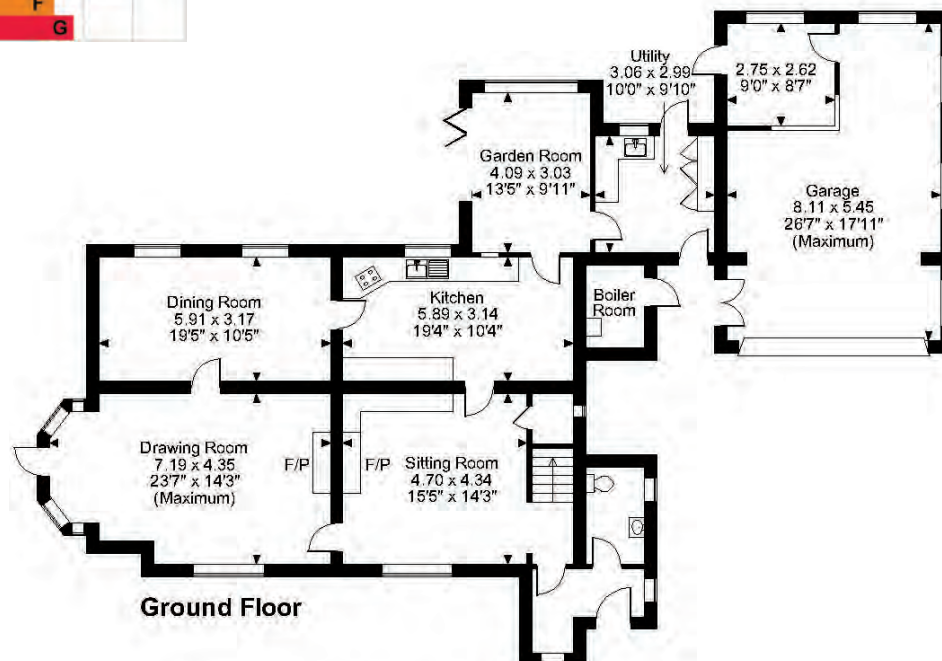 F
G
Utility
3.06 x 2.99
10'0" x 9'10"
2.75 x 2.62
9'0" x 8'7"
Garden Room
4.09 x 3.03
13'5" x 9'11"
Garage
8.11 x 5.45
26'7" x 17'11"
(Maximum)
Dining Room
5.91 x 3.17
19'5" x 10'5"
Kitchen
5.89 x 3.14
19'4" x 10'4"
Boiler
Room
Drawing Room
7.19 x 4.35
23'7" x 14'3"
(Maximum)
F/P
F/P
Sitting Room
4.70 x 4.34
15'5" x 14'3"
Ground Floor